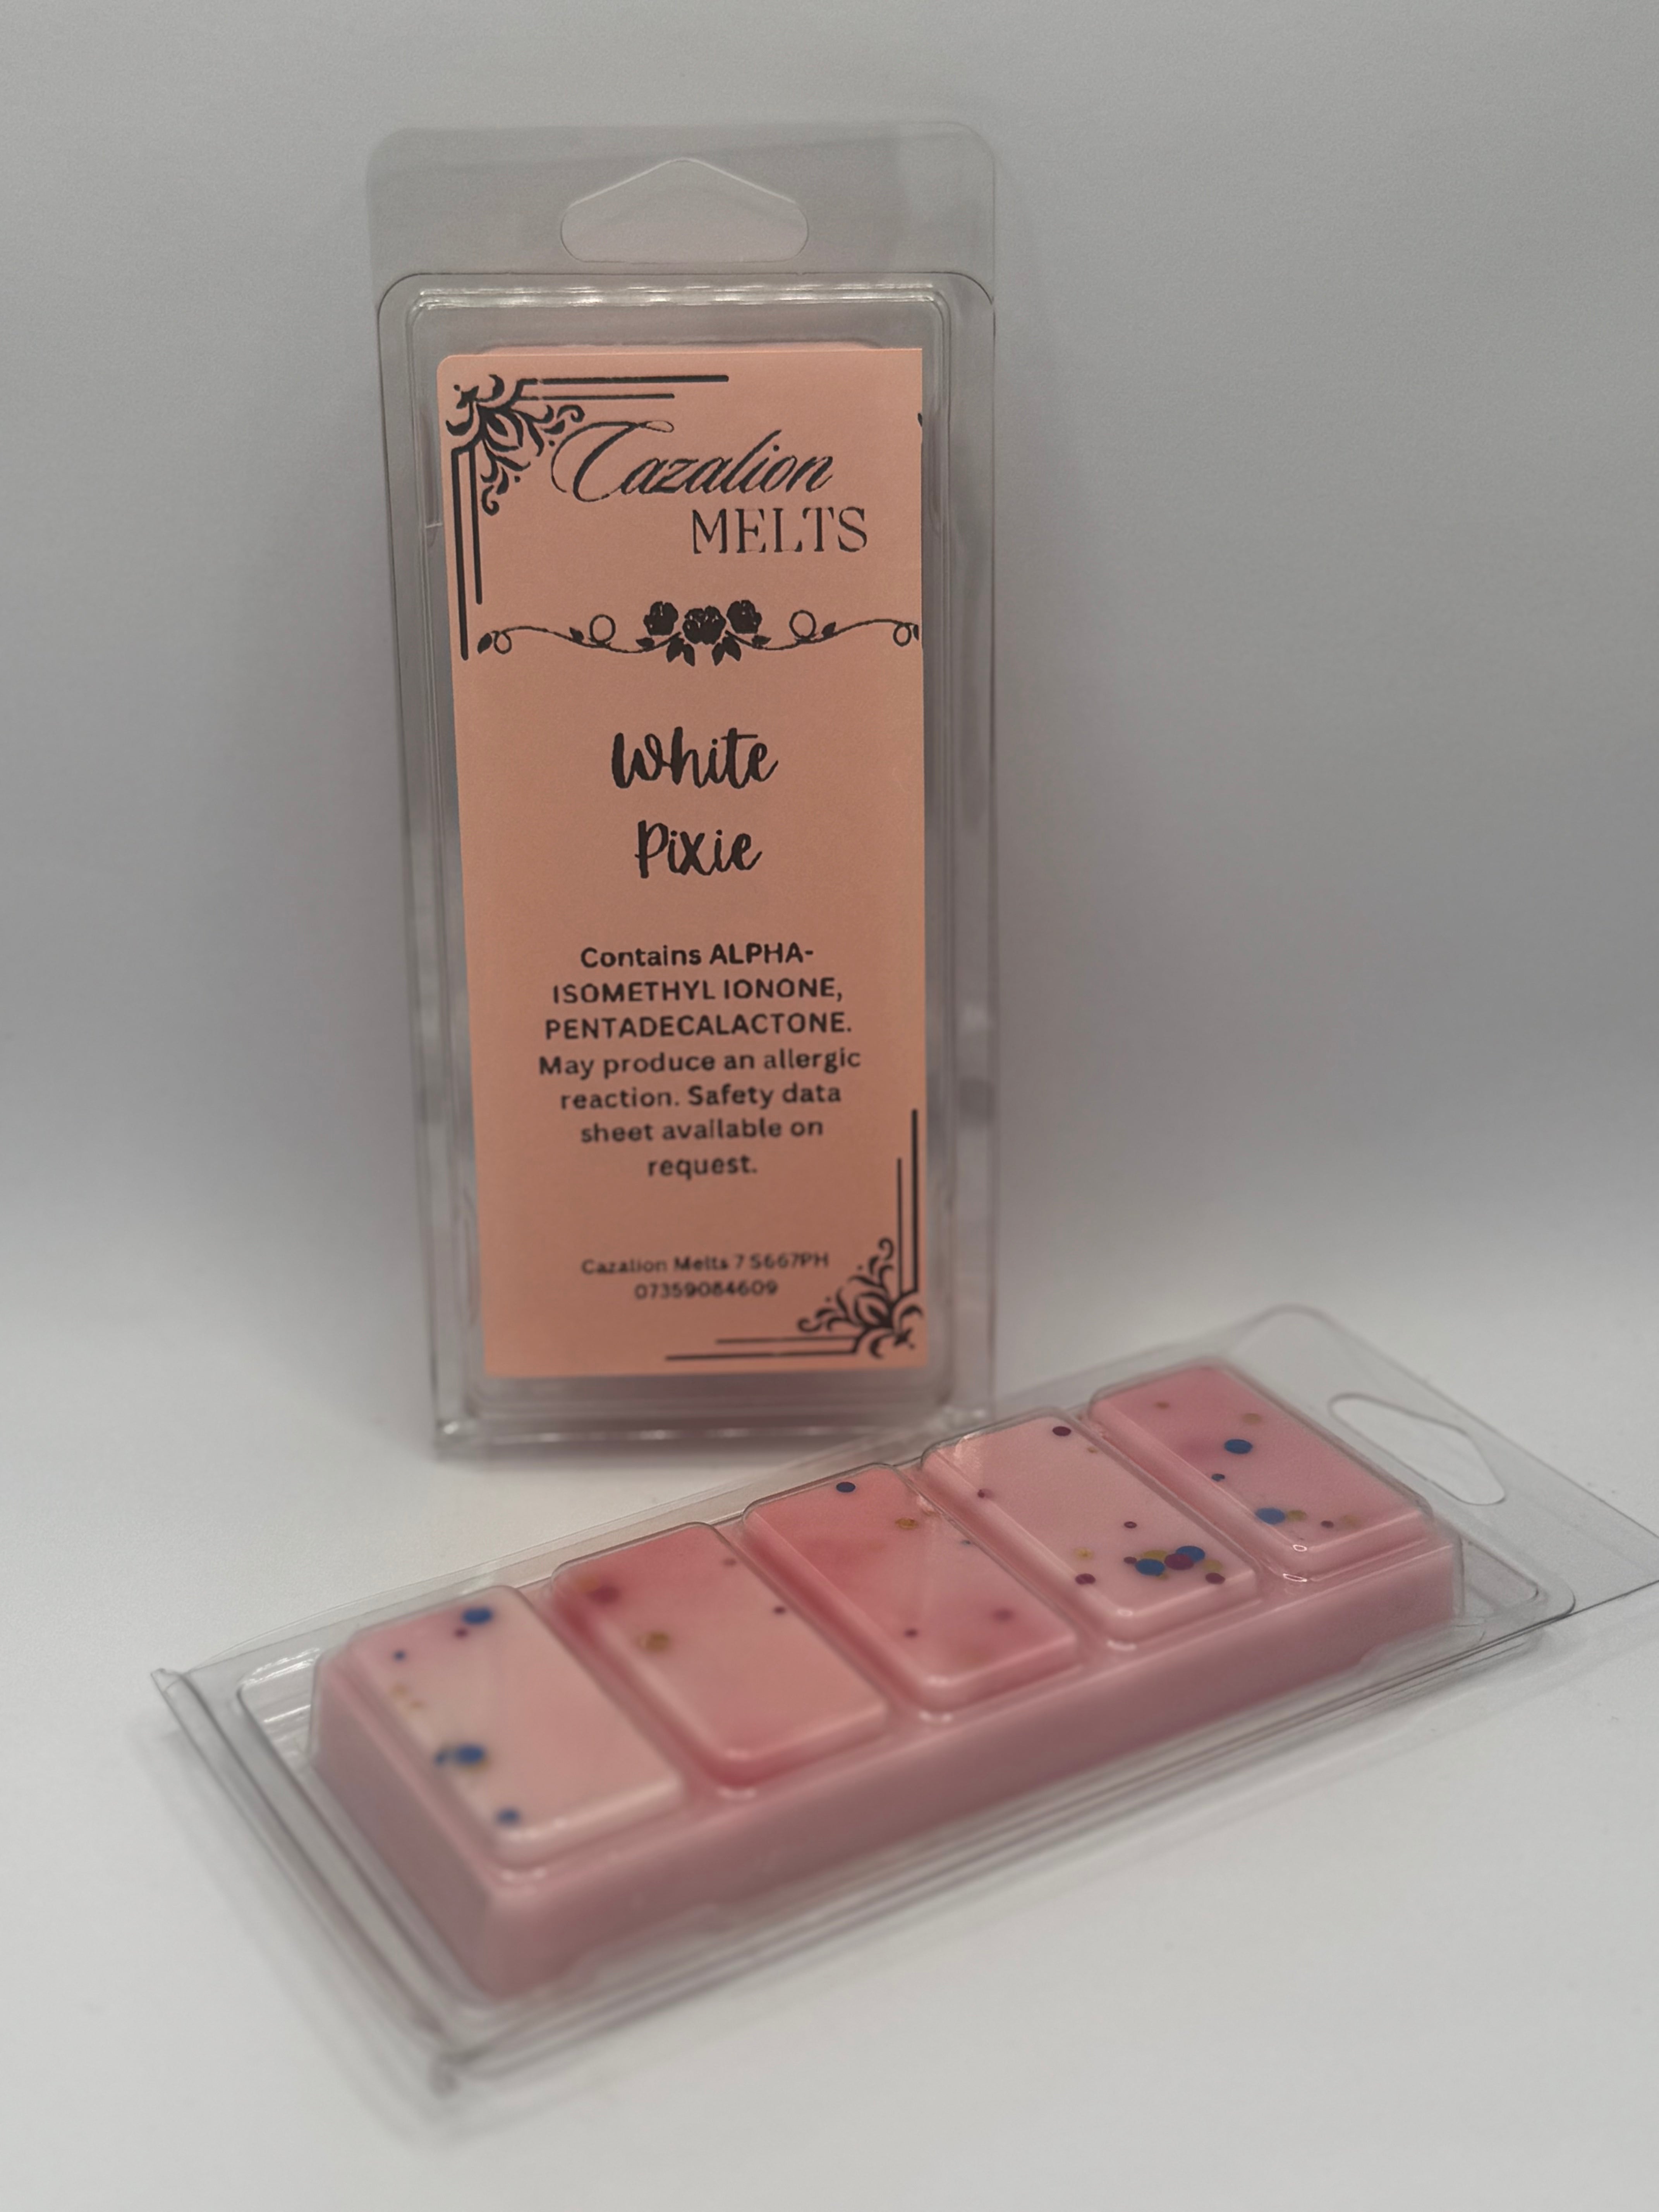 Cazalion
MELTS
White
Pixie
Contains ALPHA-
ISOMETHYL IONONE,
PENTADECALACTONE.
May produce an allergic
reaction. Safety data
sheet available on
request.
Cazalion Melts 7 S667PH
07359084609